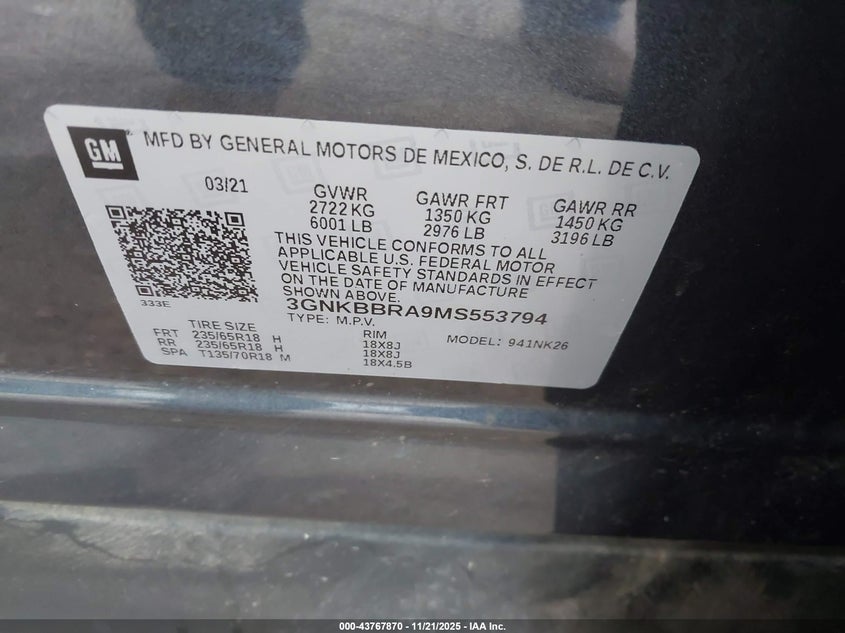 GM
MFD BY GENERAL MOTORS DE MEXICO, S. DE R.L. DE C.V.
03/21 GVWR GAWR FRT GAWR RR
2722 KG 1350 KG 1450 KG
6001 LB 2976 LB 3196 LB
THIS VEHICLE CONFORMS TO ALL
APPLICABLE U.S. FEDERAL MOTOR
VEHICLE SAFETY STANDARDS IN EFFECT
ON THE DATE OF MANUFACTURE
SHOWN ABOVE.
333E
3GNKBBRA9MS553794
TYPE: M.P.V.
TIRE SIZE RIM MODEL: 941NK26
FRT 235/65R18 H 18X8J
RR 235/65R18 H 18X8J
SPA T135/70R18 M 18X4.5B
000-43767870 - 11/21/2025 - IAA Inc.